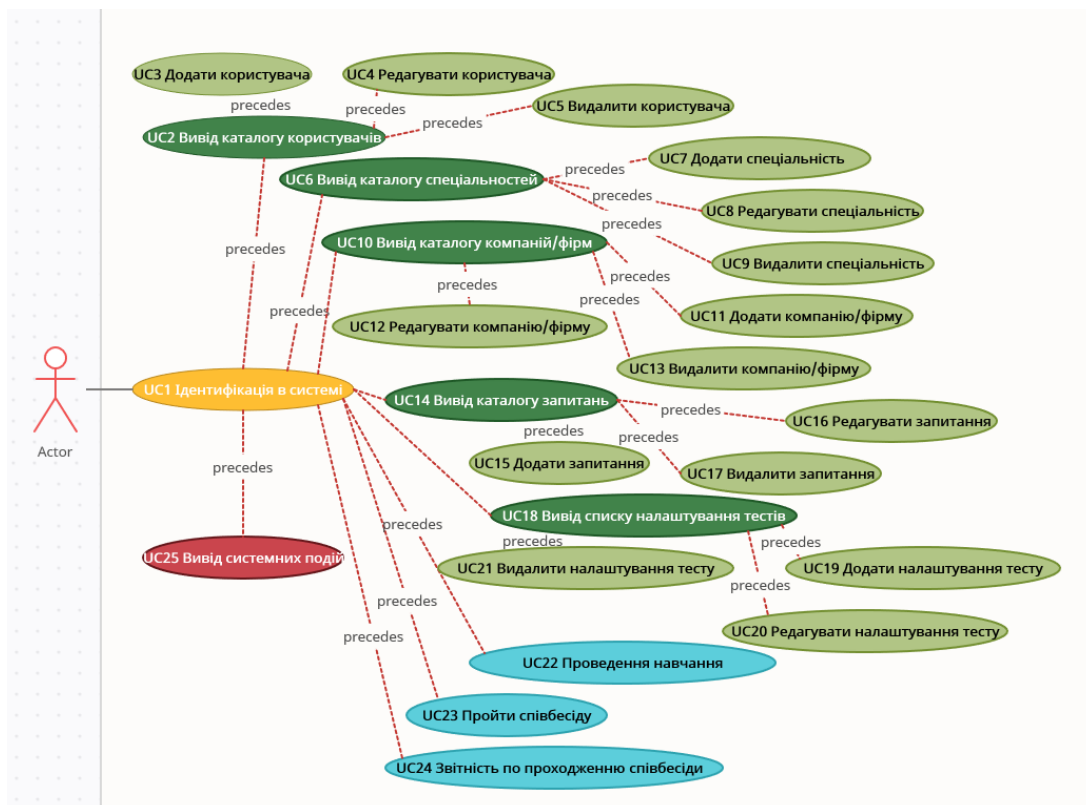 UC3 Додати користувача
UC4 Редагувати користувача
precedes
precedes
UC5 Видалити користувача
precedes
UC2 Вивід каталогу користувачів
UC7 Додати спеціальність
precedes
UC6 Вивід каталогу спеціальностей
precedes
UC8 Редагувати спеціальність
precedes
UC10 Вивід каталогу компаній/фірм
precedes
UC9 Видалити спеціальність
precedes
precedes
precedes
precedes
UC11 Додати компанію/фірму
UC12 Редагувати компанію/фірму
UC13 Видалити компанію/фірму
UC1 Ідентифікація в системі
UC14 Вивід каталогу запитань
precedes
UC16 Редагувати запитання
precedes
precedes
Actor
UC15 Додати запитання
precedes
UC17 Видалити запитання
UC18 Вивід списку налаштування тестів
precedes
precedes
precedes
UC25 Вивід системних подій
UC21 Видалити налаштування тесту
UC19 Додати налаштування тесту
precedes
precedes
UC20 Редагувати налаштування тесту
precedes
UC22 Проведення навчання
UC23 Пройти співбесіду
UC24 Звітність по проходженню співбесіди